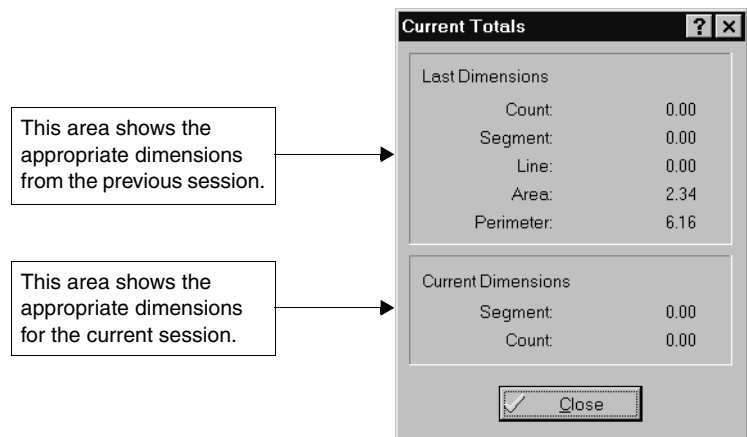 Current Totals
Last Dimensions
Count: 0.00
Segment: 0.00
Line: 0.00
Area: 2.34
Perimeter: 6.16
This area shows the
appropriate dimensions
from the previous session.
Current Dimensions
Segment: 0.00
Count: 0.00
This area shows the
appropriate dimensions
for the current session.
Close